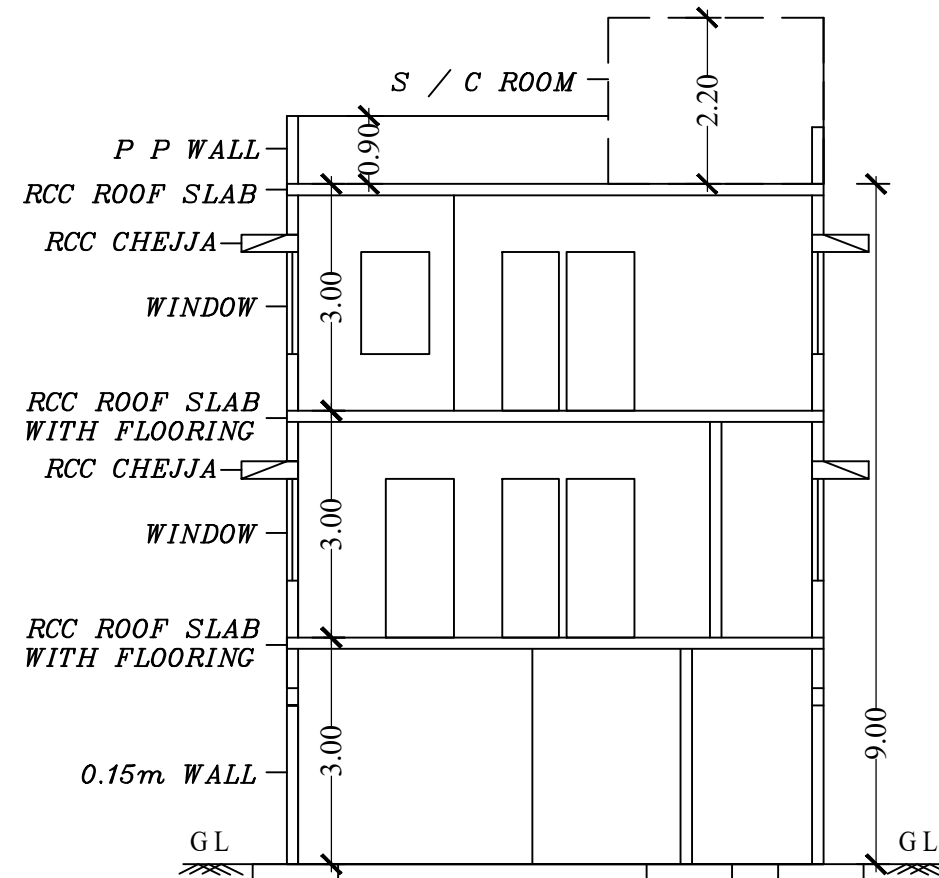 S / C ROOM
2.20
0.90
P P WALL
RCC ROOF SLAB
RCC CHEJJA
WINDOW
3.00
RCC ROOF SLAB
WITH FLOORING
RCC CHEJJA
WINDOW
3.00
RCC ROOF SLAB
WITH FLOORING
3.00
9.00
0.15m WALL
GL
GL